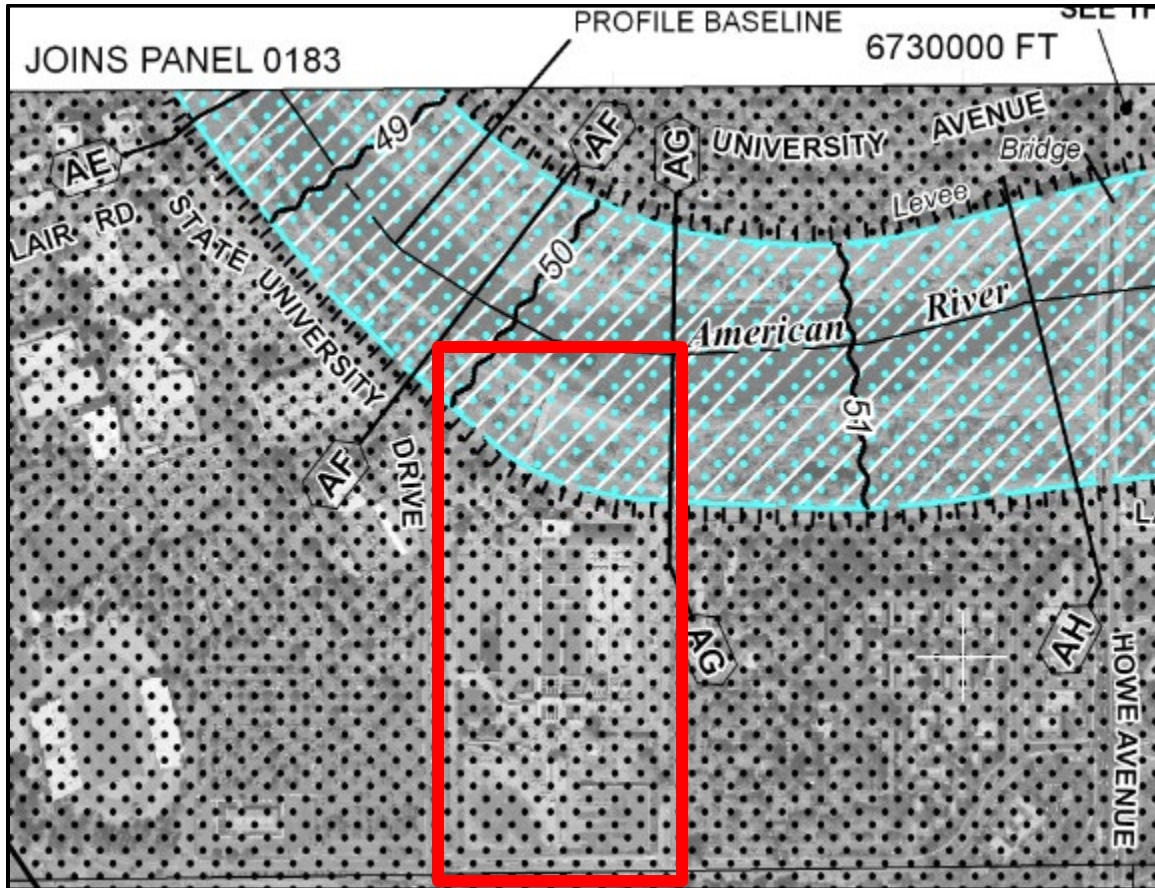 PROFILE BASELINE
SEE
6730000 FT
JOINS PANEL 0183
AE
49
AF
AG
UNIVERSITY AVENUE
Bridge
Levee
LAIR RD
STATE UNIVERSITY DRIVE
50
American River
51
AF
AG
AH
HOWE AVENUE